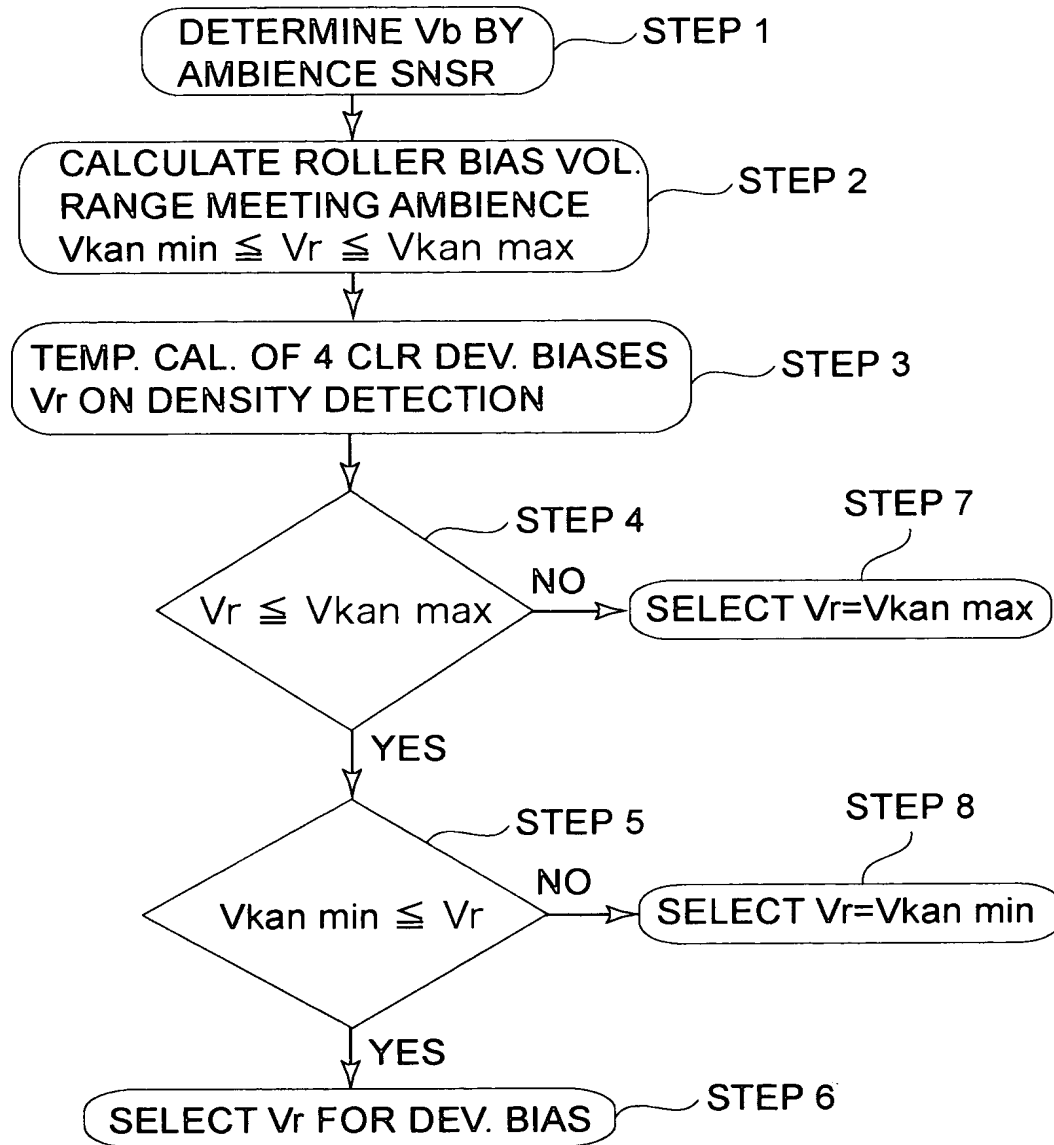 DETERMINE Vb BY
AMBIENCE SNSR
STEP 1
CALCULATE ROLLER BIAS VOL.
RANGE MEETING AMBIENCE
Vkan min ≦ Vr ≦ Vkan max
STEP 2
TEMP. CAL. OF 4 CLR DEV. BIASES
Vr ON DENSITY DETECTION
STEP 3
STEP 4
Vr ≦ Vkan max
NO
STEP 7
SELECT Vr=Vkan max
YES
STEP 5
Vkan min ≦ Vr
NO
STEP 8
SELECT Vr=Vkan min
YES
SELECT Vr FOR DEV. BIAS
STEP 6